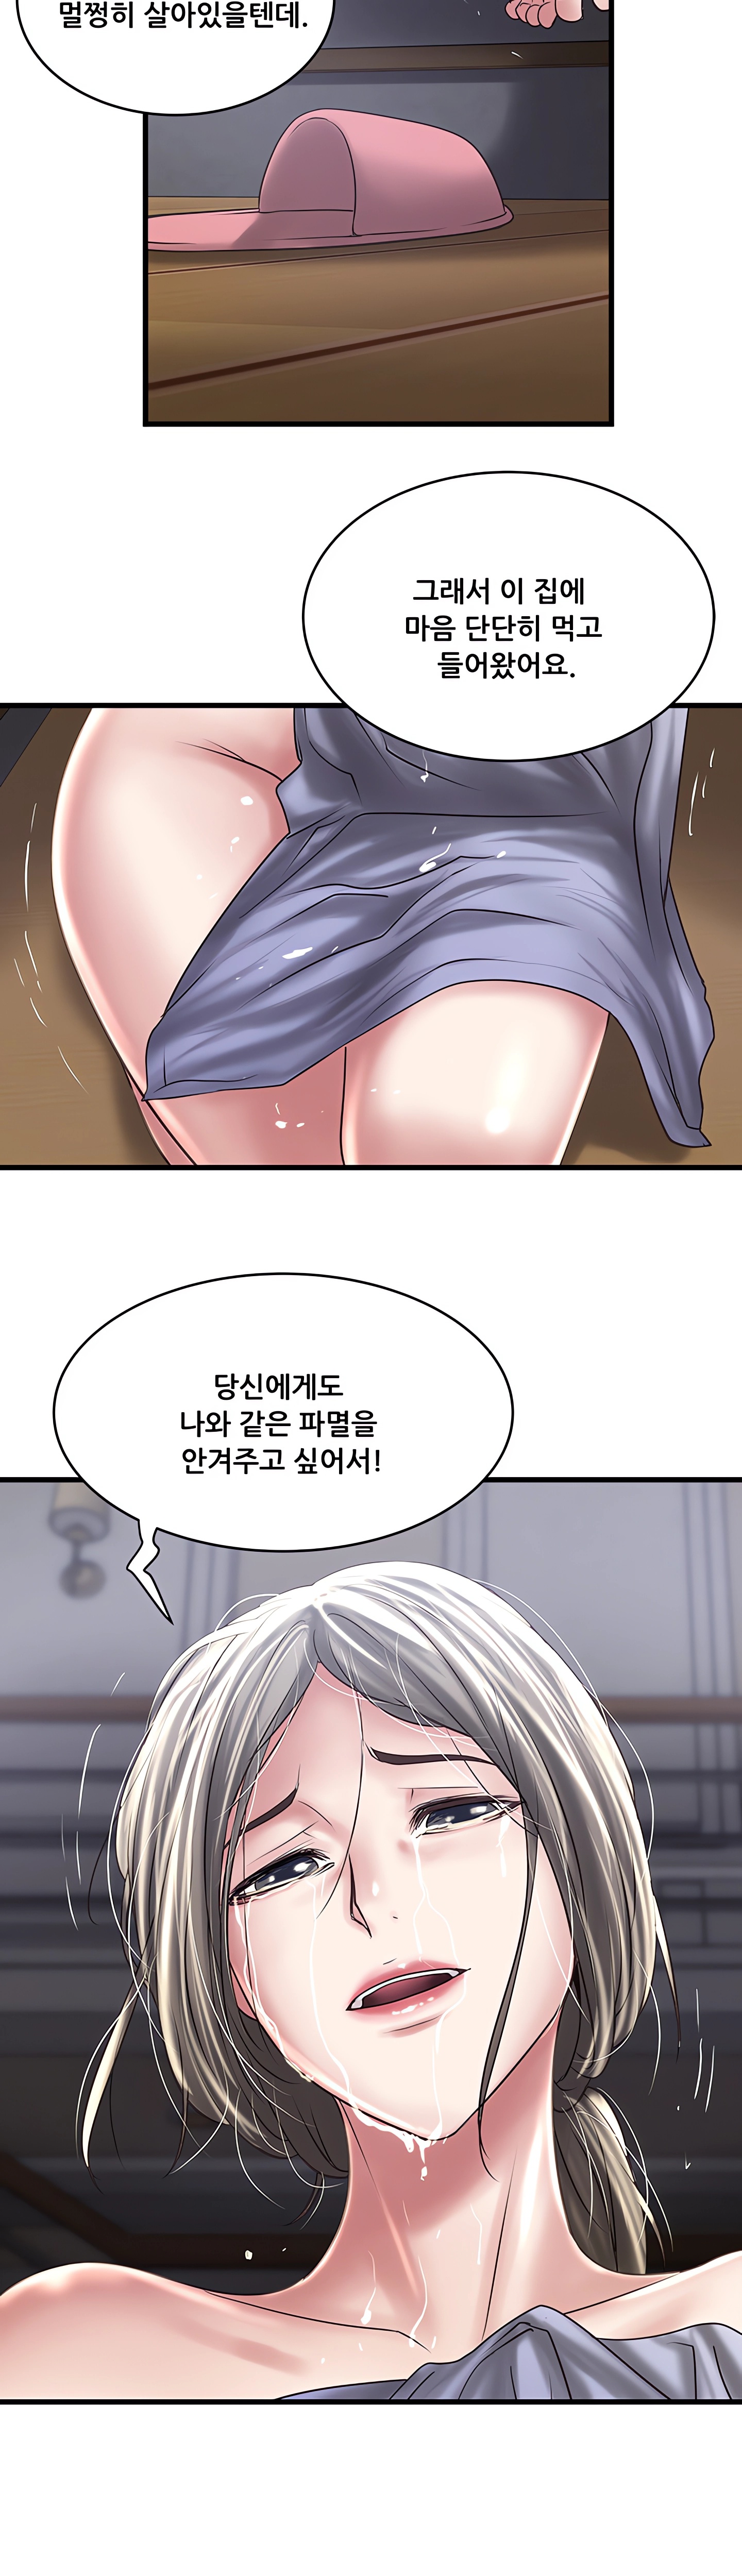 멀쩡히 살아있을텐데.
그래서 이 집에
마음 단단히 먹고
들어왔어요.
당신에게도
나와 같은 파멸을
안겨주고 싶어서!